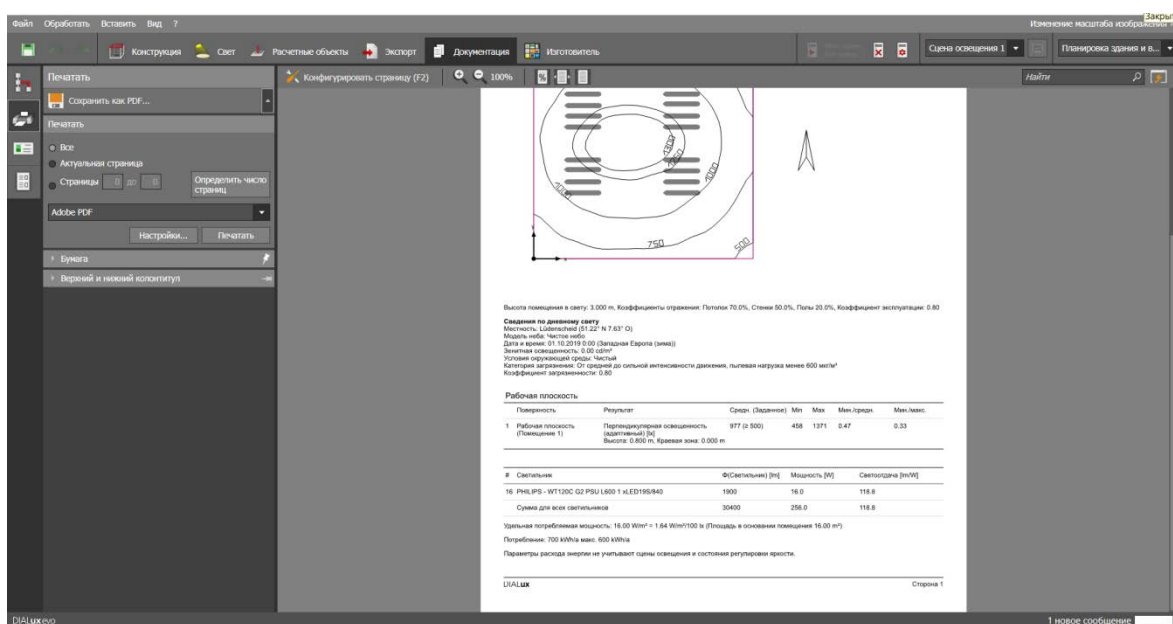 Закры
Файл Обработать Вставить Вид ? Изменение масштаба изображения
Конструкция Свет Расчетные объекты Экспорт Документация Изготовитель Сцена освещения 1 Планировка здания и в...
Печатать Конфигурировать страницу (F2) 100% Найти
Сохранить как PDF...
Печатать
Все
Актуальная страница
Страницы 0 до 0 Определить число страниц
Adobe PDF
Настройки... Печатать
Бумага
Верхний и нижний колонтитул
1300
1250
1000
1000
750
500
Высота помещения в свету: 3.000 m, Коэффициенты отражения: Потолок 70.0%, Стенки 50.0%, Полы 20.0%, Коэффициент эксплуатации: 0.80
Сведения по дневному свету
Местность: Lüdenscheid (51.22° N 7.63° O)
Модель неба: Чистое небо
Дата и время: 01.10.2019 0:00 (Западная Европа (зима))
Зенитная освещенность: 0.00 cd/m²
Условия окружающей среды: Чистый
Категория загрязнения: От средней до сильной интенсивности движения, пылевая нагрузка менее 600 мкг/м³
Коэффициент загрязненности: 0.80
Рабочая плоскость
Поверхность Результат Средн. (Заданное) Min Max Мин./средн. Мин./макс.
1 Рабочая плоскость Перпендикулярная освещенность 977 (≥ 500) 458 1371 0.47 0.33
(Помещение 1) (адаптивный) [lx]
Высота: 0.800 m, Краевая зона: 0.000 m
# Светильник Φ(Светильник) [lm] Мощность [W] Светоотдача [lm/W]
16 PHILIPS - WT120C G2 PSU L600 1 xLED19S/840 1900 16.0 118.8
Сумма для всех светильников 30400 256.0 118.8
Удельная потребляемая мощность: 16.00 W/m² = 1.64 W/m²/100 lx (Площадь в основании помещения 16.00 m²)
Потребление: 700 kWh/a макс. 600 kWh/a
Параметры расхода энергии не учитывают сцены освещения и состояния регулировки яркости.
DIALux Сторона 1
DIALux evo 1 новое сообщение